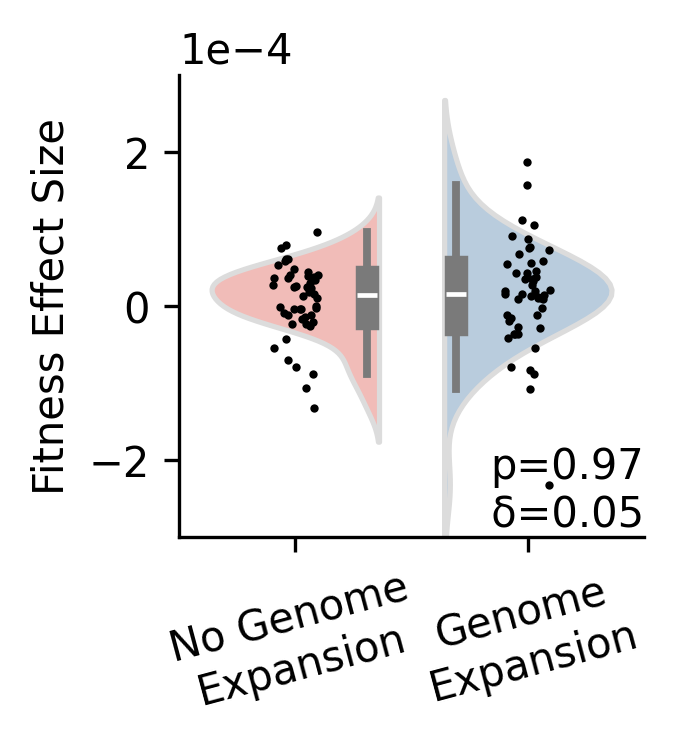 1e−4
Fitness Effect Size
2
0
−2
p=0.97
δ=0.05
No Genome
Expansion
Genome
Expansion